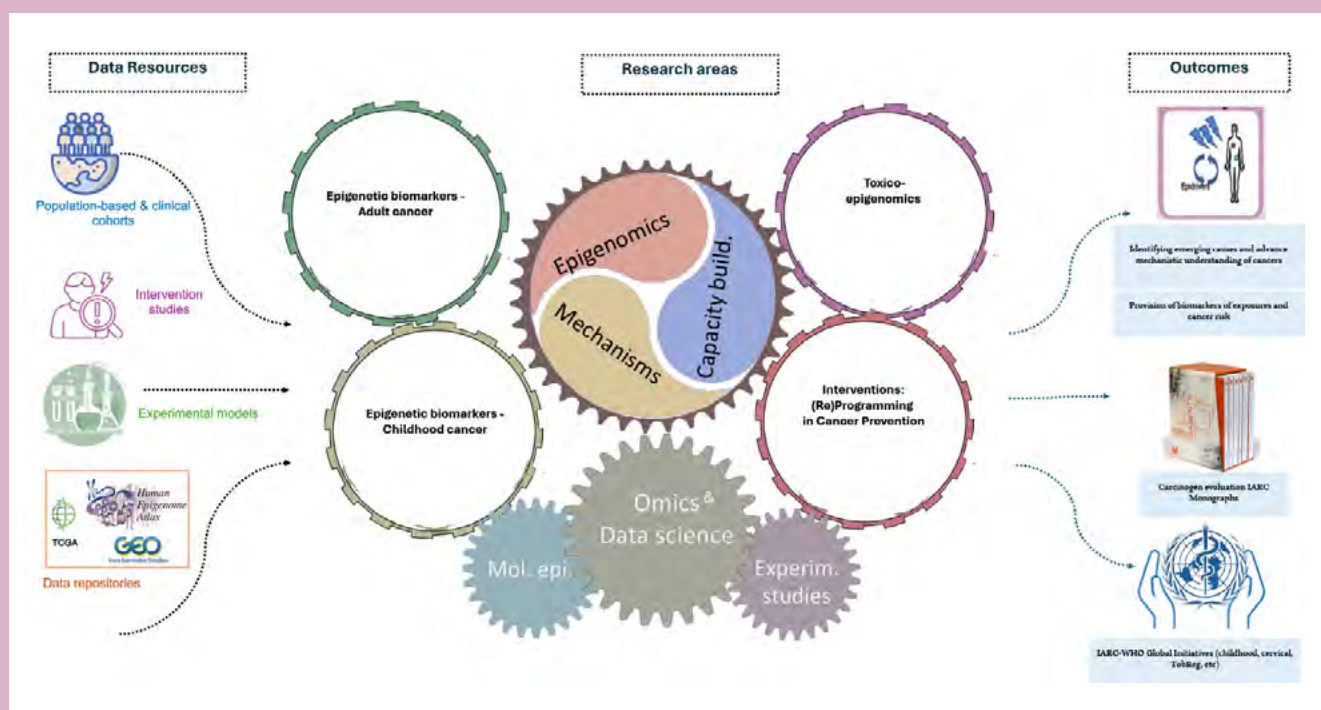 Data Resources
Population-based & clinical
cohorts
Intervention
studies
Experimental models
TCGA
Human
Epigenome
Atlas
GEO
Data repositories
Research areas
Epigenetic biomarkers -
Adult cancer
Epigenetic biomarkers -
Childhood cancer
Epigenomics
Mechanisms
Capacity build.
Toxico-
epigenomics
Interventions:
(Re)Programming
in Cancer Prevention
Omics &
Data science
Mol. epi.
Experim.
studies
Outcomes
Identifying emerging causes and advance
mechanistic understanding of cancers
Provision of biomarkers of exposures and
cancer risk
Carcinogen evaluation IARC
Monographs
IARC-WHO Global Initiatives (childhood, cervical,
TobReg, etc)